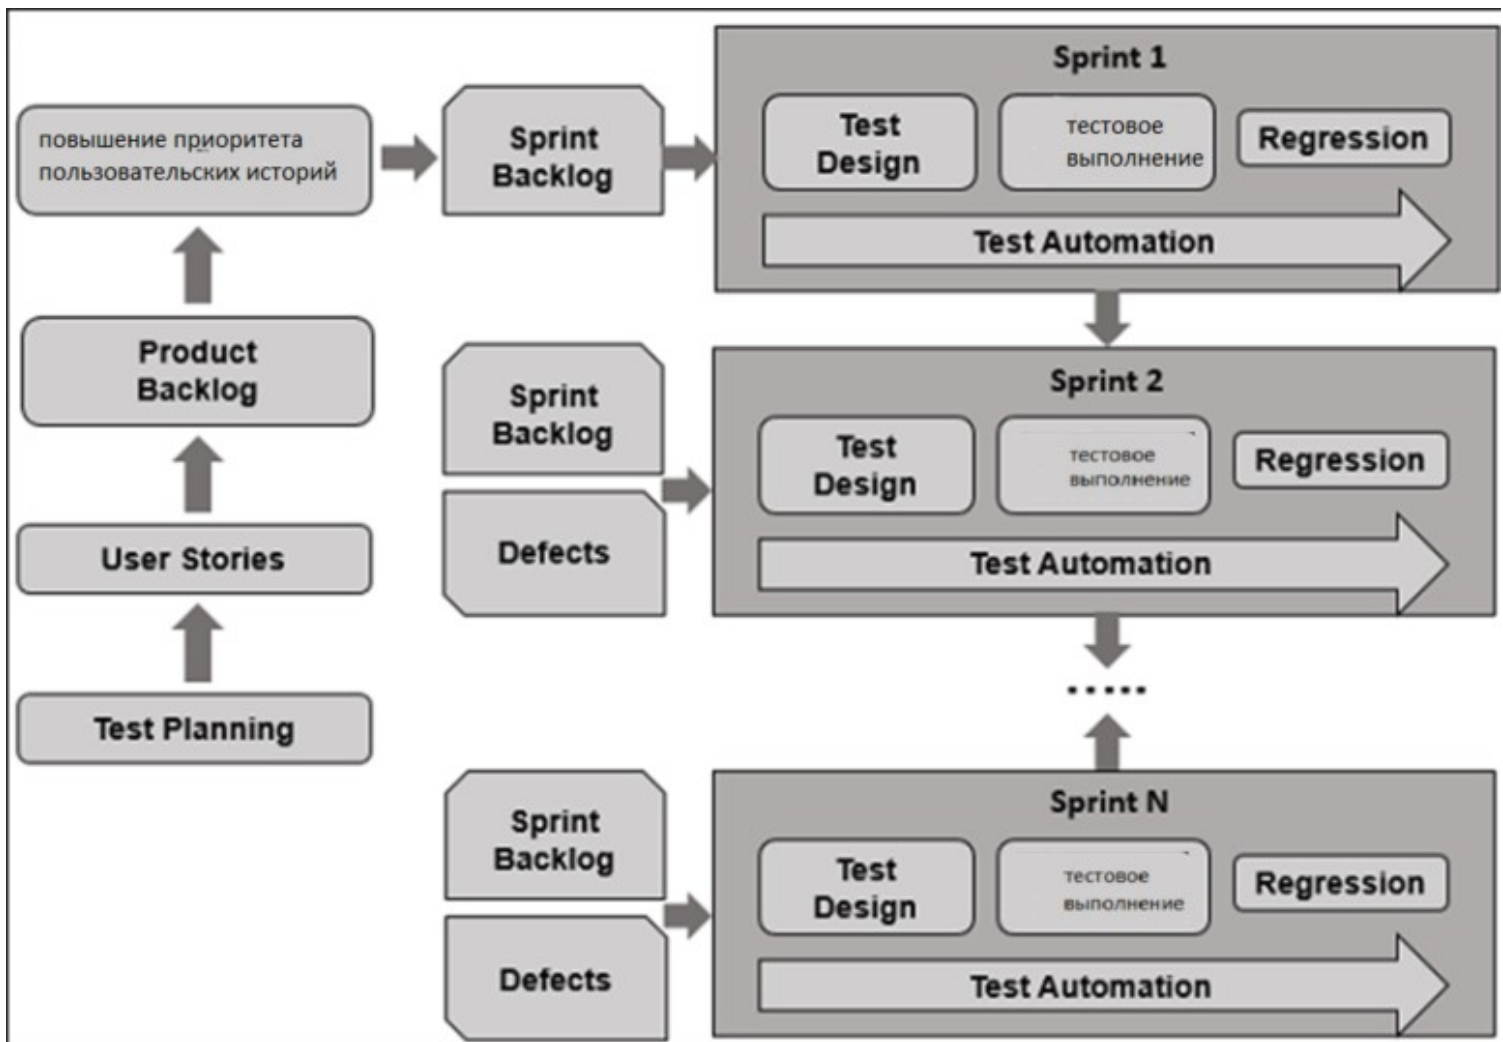 повышение приоритета
пользовательских историй
Product
Backlog
User Stories
Test Planning
Sprint
Backlog
Sprint 1
Test
Design
тестовое
выполнение
Regression
Test Automation
Sprint
Backlog
Defects
Sprint 2
Test
Design
тестовое
выполнение
Regression
Test Automation
.....
Sprint
Backlog
Defects
Sprint N
Test
Design
тестовое
выполнение
Regression
Test Automation